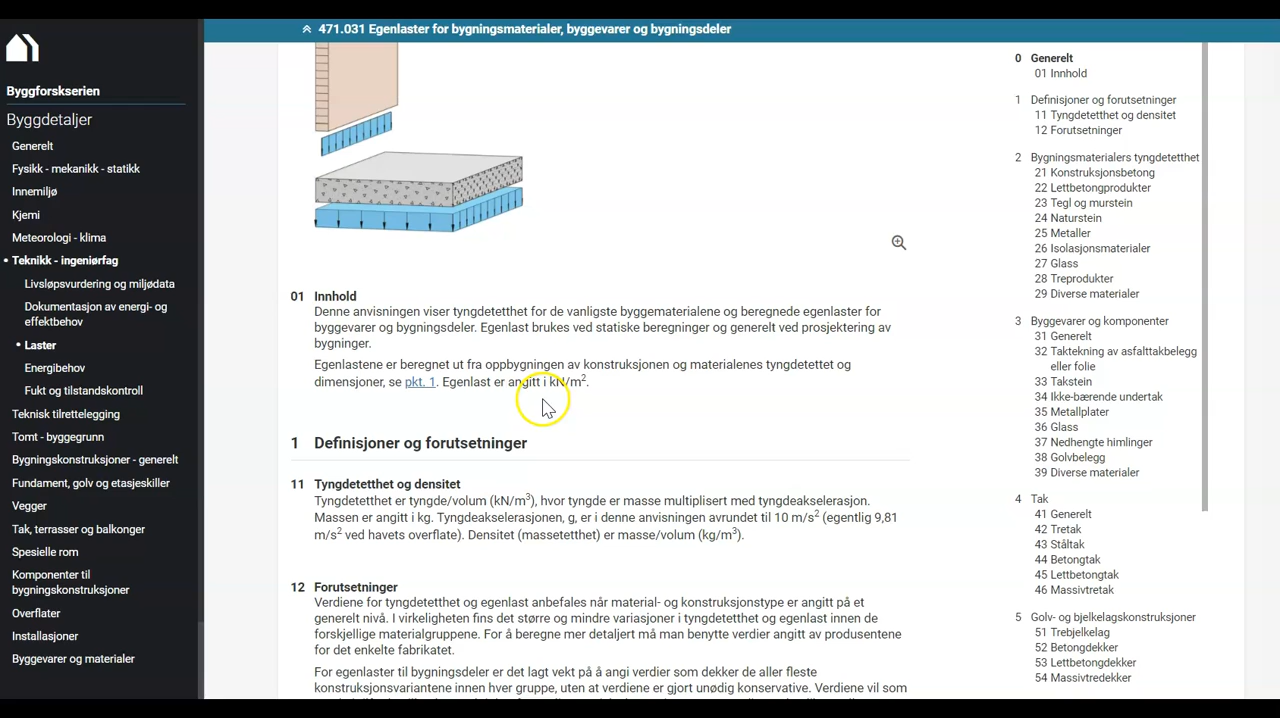 471.031 Egenlaster for bygningsmaterialer, byggevarer og bygningsdeler
Byggforskserien
Byggdetaljer
Generelt
Fysikk - mekanikk - statikk
Innemiljø
Kjemi
Meteorologi - klima
• Teknikk - ingeniørfag
Livsløpsvurdering og miljødata
Dokumentasjon av energi- og
effektbehov
• Laster
Energibehov
Fukt og tilstandskontroll
Teknisk tilrettelegging
Tomt - byggegrunn
Bygningskonstruksjoner - generelt
Fundament, golv og etasjeskiller
Vegger
Tak, terrasser og balkonger
Spesielle rom
Komponenter til
bygningskonstruksjoner
Overflater
Installasjoner
Byggevarer og materialer
01 Innhold
Denne anvisningen viser tyngdetetthet for de vanligste byggematerialene og beregnede egenlaster for
byggevarer og bygningsdeler. Egenlast brukes ved statiske beregninger og generelt ved prosjektering av
bygninger.
Egenlastene er beregnet ut fra oppbygningen av konstruksjonen og materialenes tyngdetettet og
dimensjoner, se pkt. 1. Egenlast er angitt i kN/m².
1 Definisjoner og forutsetninger
11 Tyngdetetthet og densitet
Tyngdetetthet er tyngde/volum (kN/m³), hvor tyngde er masse multiplisert med tyngdeakselerasjon.
Massen er angitt i kg. Tyngdeakselerasjonen, g, er i denne anvisningen avrundet til 10 m/s² (egentlig 9,81
m/s² ved havets overflate). Densitet (massetetthet) er masse/volum (kg/m³).
12 Forutsetninger
Verdiene for tyngdetetthet og egenlast anbefales når material- og konstruksjonstype er angitt på et
generelt nivå. I virkeligheten fins det større og mindre variasjoner i tyngdetetthet og egenlast innen de
forskjellige materialgruppene. For å beregne mer detaljert må man benytte verdier angitt av produsentene
for det enkelte fabrikatet.
For egenlaster til bygningsdeler er det lagt vekt på å angi verdier som dekker de aller fleste
konstruksjonsvariantene innen hver gruppe, uten at verdiene er gjort unødig konservative. Verdiene vil som
0 Generelt
01 Innhold
1 Definisjoner og forutsetninger
11 Tyngdetetthet og densitet
12 Forutsetninger
2 Bygningsmaterialers tyngdetetthet
21 Konstruksjonsbetong
22 Lettbetongprodukter
23 Tegl og murstein
24 Naturstein
25 Metaller
26 Isolasjonsmaterialer
27 Glass
28 Treprodukter
29 Diverse materialer
3 Byggevarer og komponenter
31 Generelt
32 Taktekning av asfalttakbelegg
eller folie
33 Takstein
34 Ikke-bærende undertak
35 Metallplater
36 Glass
37 Nedhengte himlinger
38 Golvbelegg
39 Diverse materialer
4 Tak
41 Generelt
42 Tretak
43 Ståltak
44 Betongtak
45 Lettbetongtak
46 Massivtretak
5 Golv- og bjelkelagskonstruksjoner
51 Trebjelkelag
52 Betongdekker
53 Lettbetongdekker
54 Massivtredekker